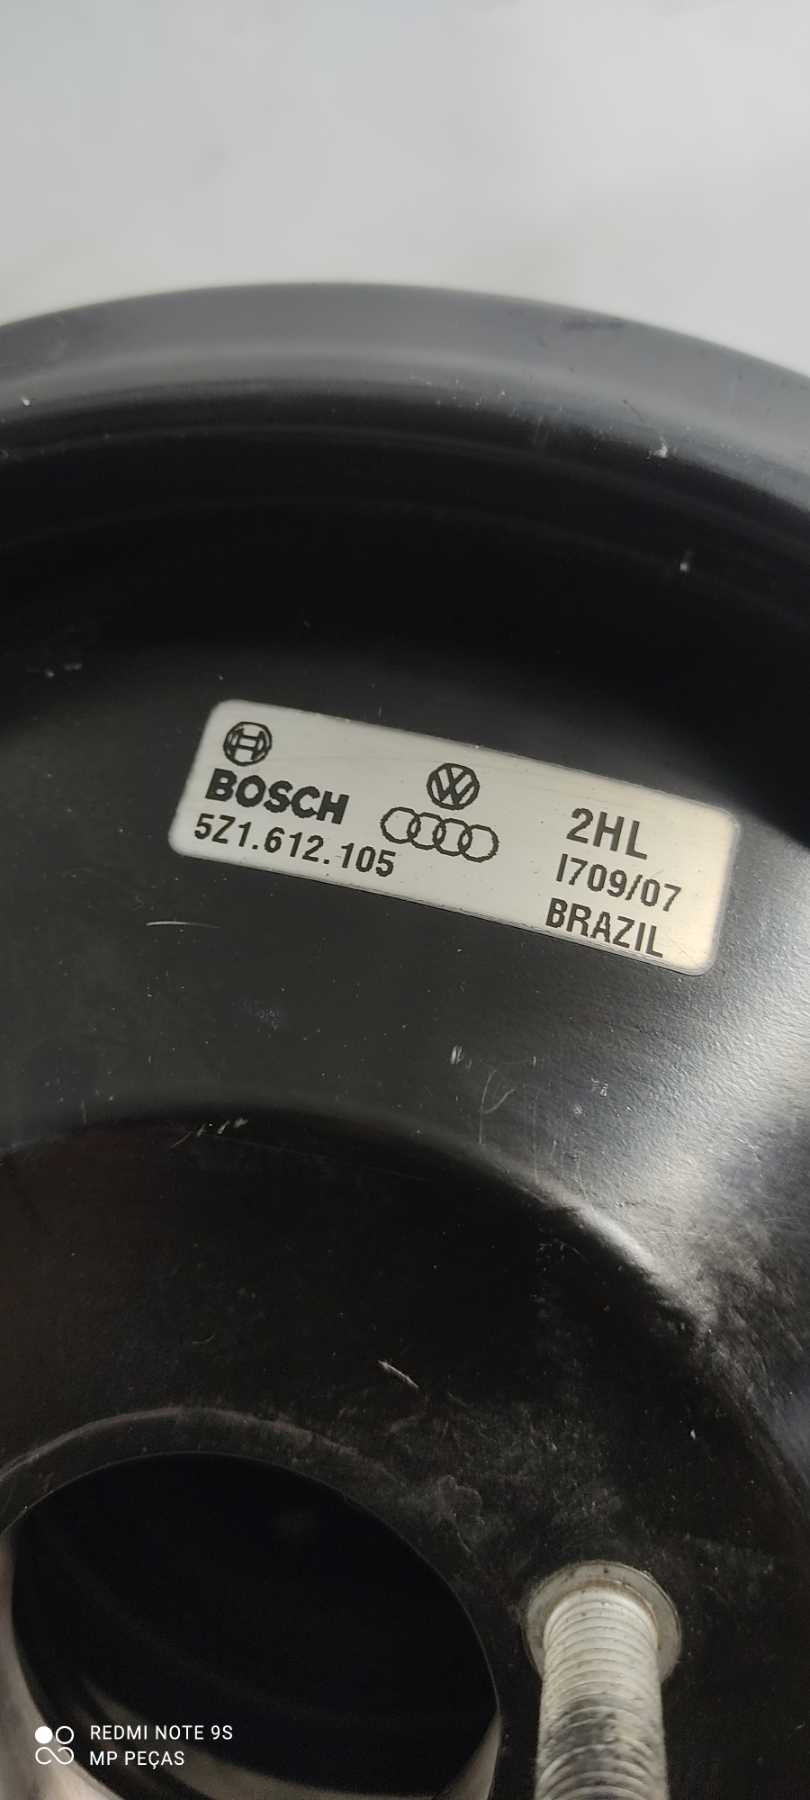 BOSCH
5Z1.612.105
2HL
I709/07
BRAZIL
REDMI NOTE 9S
MP PEÇAS